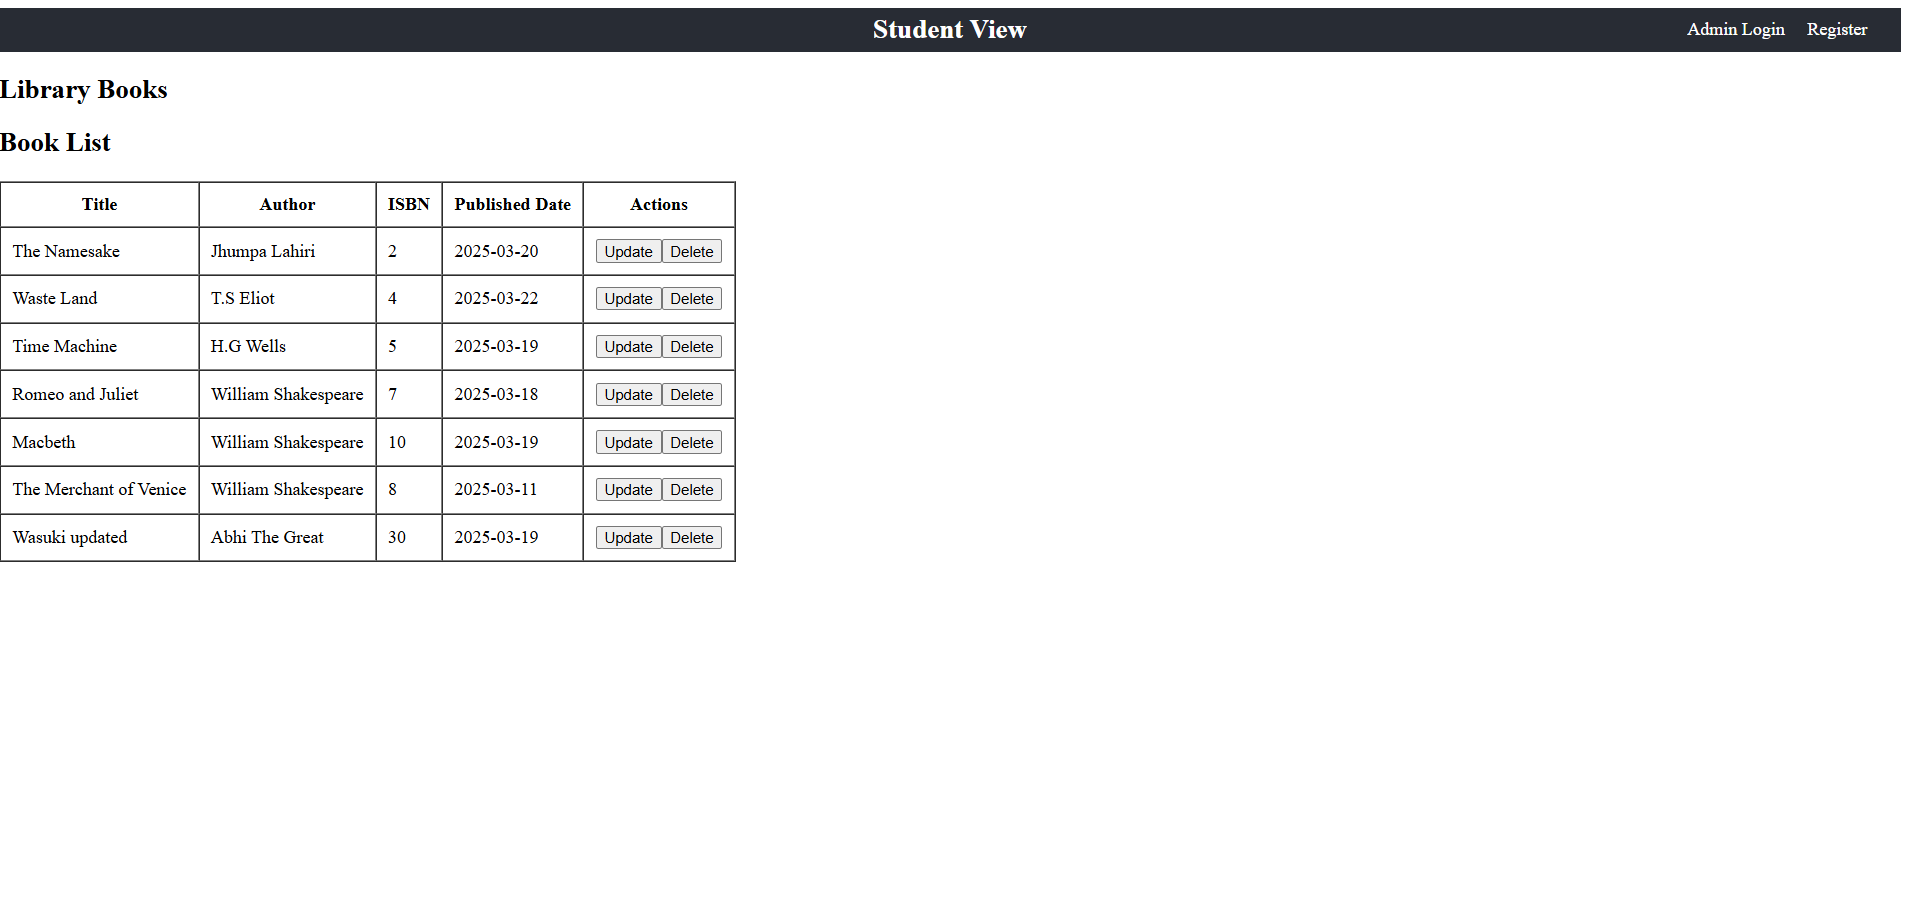 Student View Admin Login Register
Library Books
Book List
Title Author ISBN Published Date Actions
The Namesake Jhumpa Lahiri 2 2025-03-20 Update Delete
Waste Land T.S Eliot 4 2025-03-22 Update Delete
Time Machine H.G Wells 5 2025-03-19 Update Delete
Romeo and Juliet William Shakespeare 7 2025-03-18 Update Delete
Macbeth William Shakespeare 10 2025-03-19 Update Delete
The Merchant of Venice William Shakespeare 8 2025-03-11 Update Delete
Wasuki updated Abhi The Great 30 2025-03-19 Update Delete